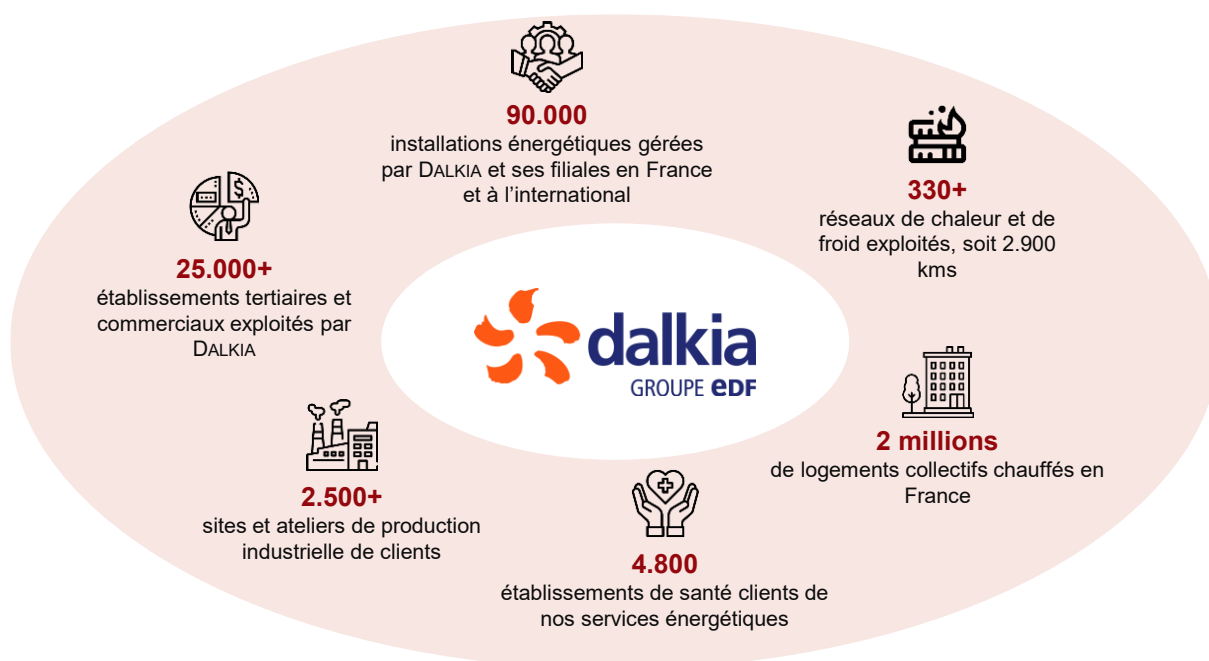 90.000
installations énergétiques gérées
par DALKIA et ses filiales en France
et à l'international
330+
réseaux de chaleur et de
froid exploités, soit 2.900
kms
25.000+
établissements tertiaires et
commerciaux exploités par
DALKIA
dalkia
GROUPE eDF
2 millions
de logements collectifs chauffés en
France
2.500+
sites et ateliers de production
industrielle de clients
4.800
établissements de santé clients de
nos services énergétiques